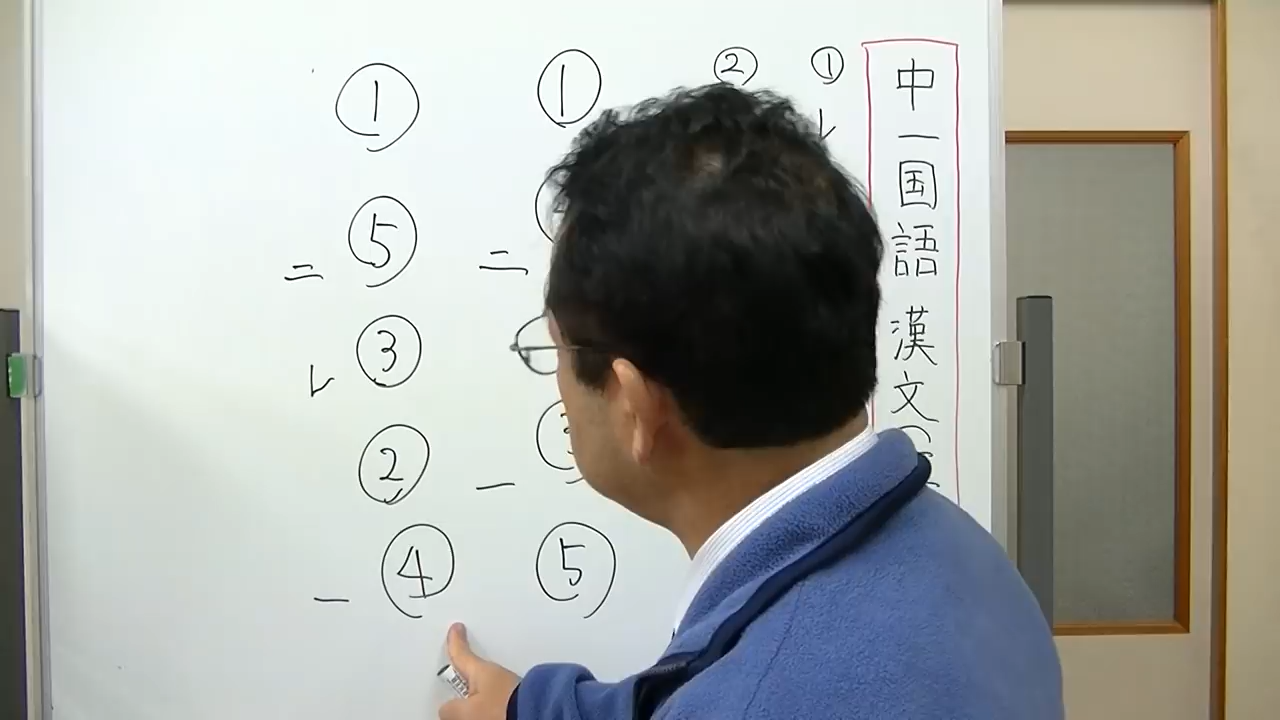 中一国語漢文
① レ
②
① 二 一 ⑤
① ⑤ 二 ③ レ ② ④ 一